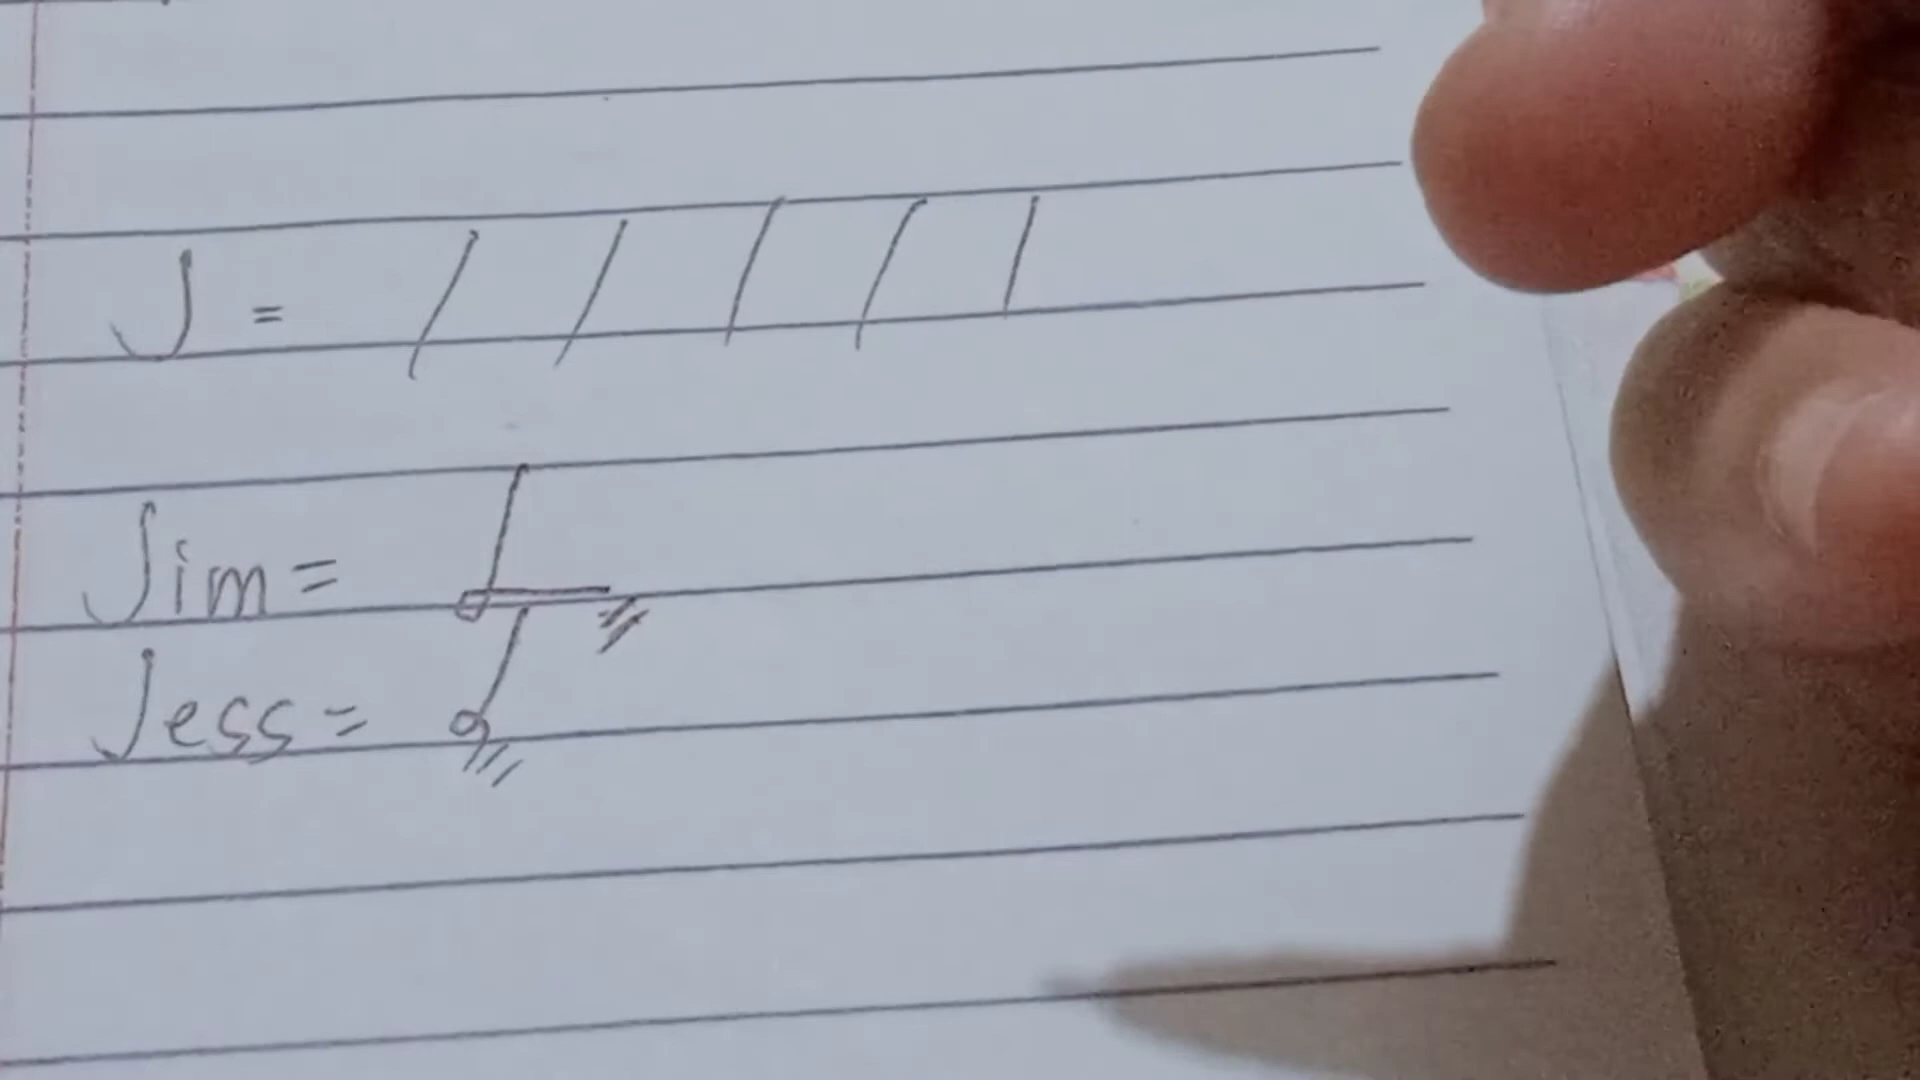 J =
Jim =
Jess =